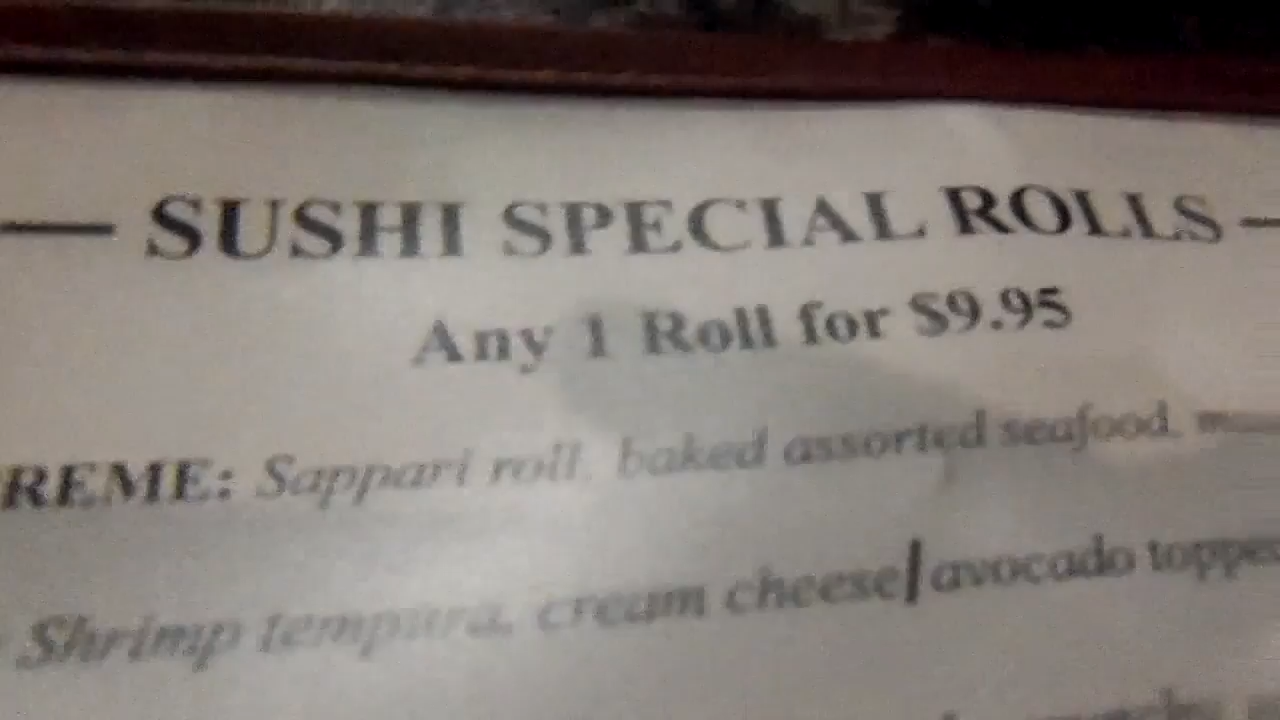 — SUSHI SPECIAL ROLLS —
Any 1 Roll for $9.95
REME: Sappari roll, baked assorted seafood,
Shrimp tempura, cream cheese/avocado toppe